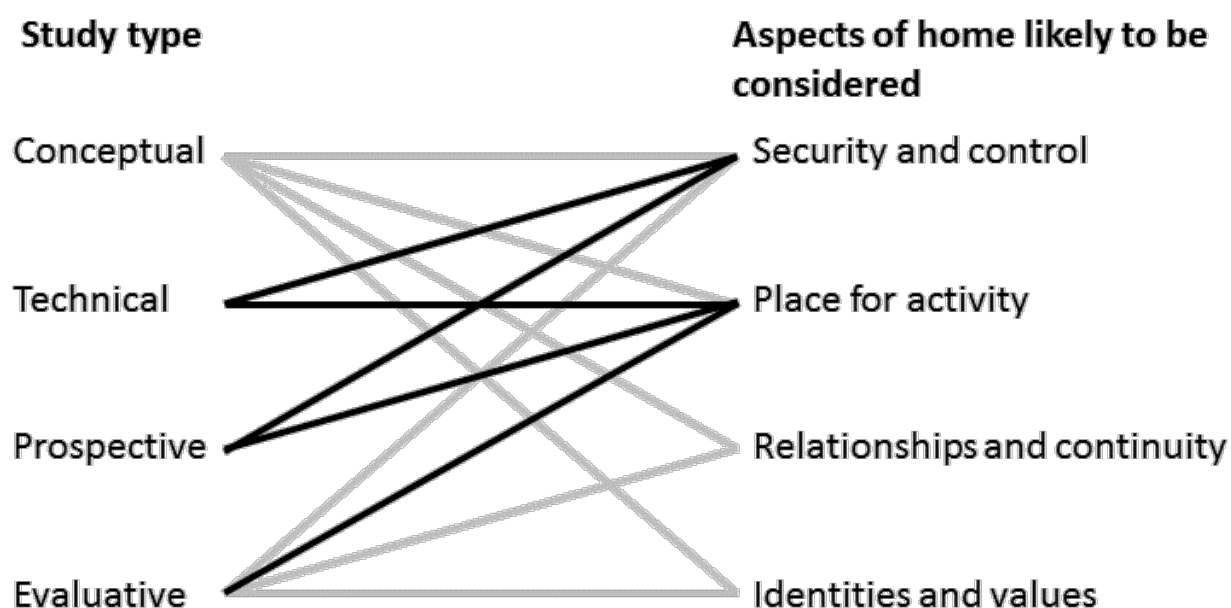 Study type
Aspects of home likely to be
considered
Conceptual
Security and control
Technical
Place for activity
Prospective
Relationships and continuity
Evaluative
Identities and values